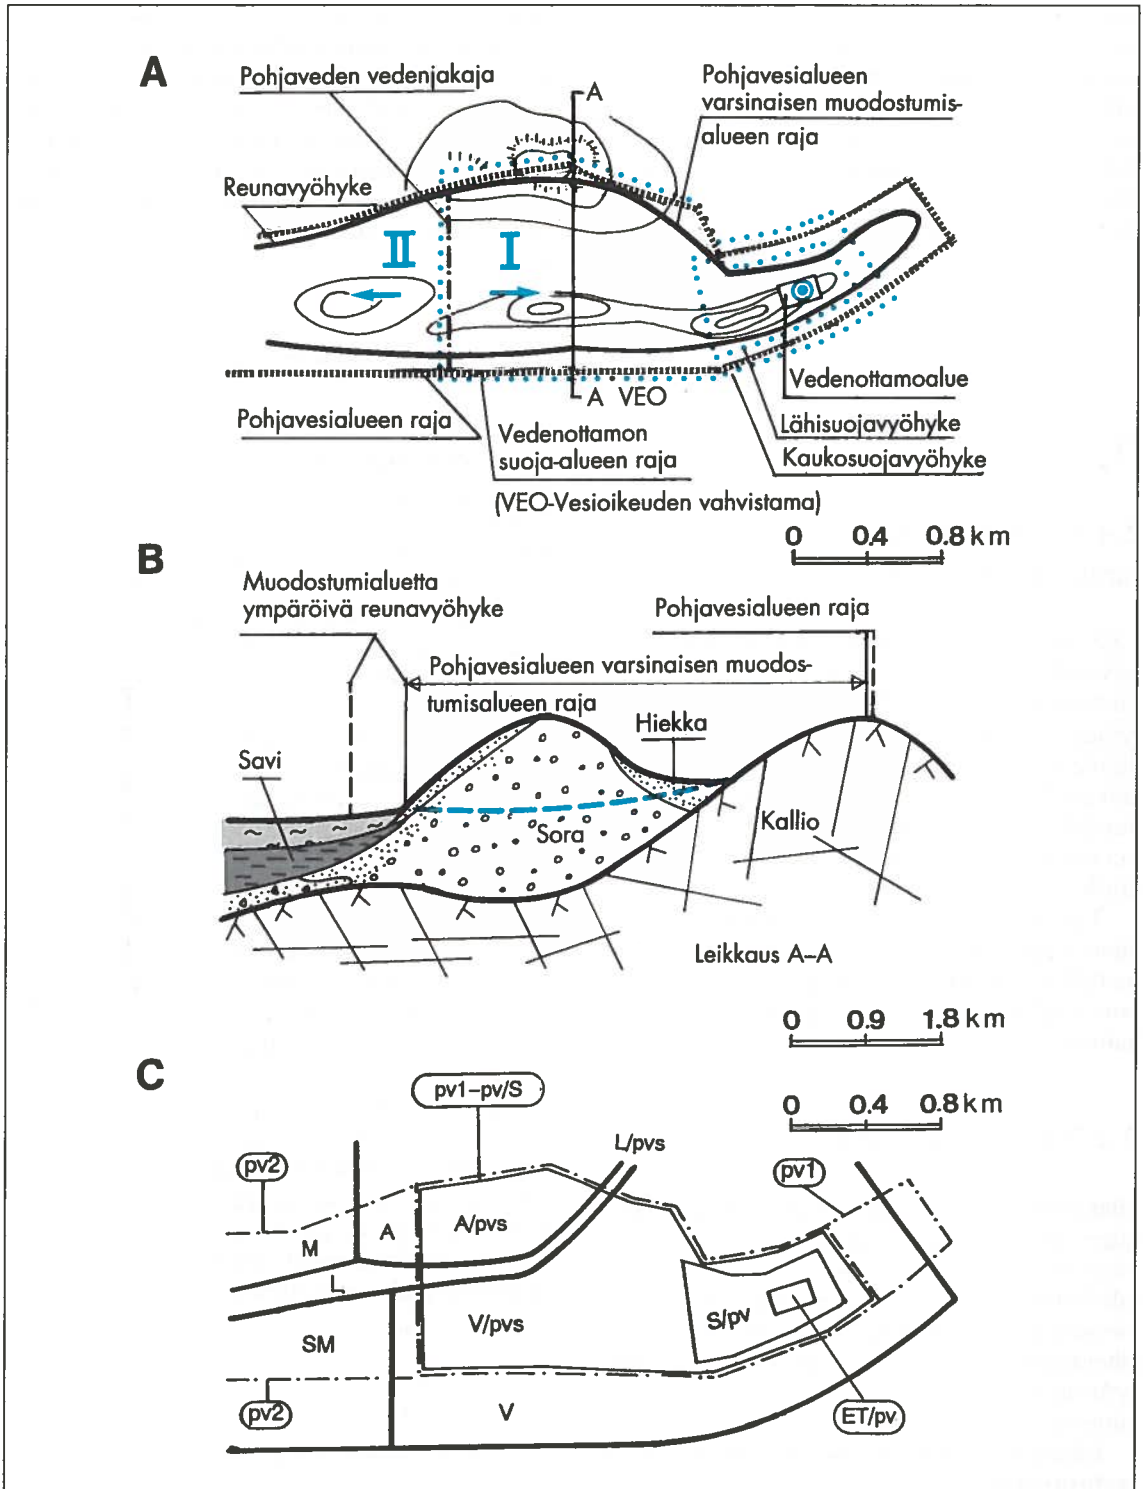 A
Pohjaveden vedenjakaja
A
Pohjavesialueen
varsinaisen muodostumis-
alueen raja
Reunavyöhyke
II
I
Vedenottamoalue
A VEO
Pohjavesialueen raja
Vedenottamon
suoja-alueen raja
(VEO-Vesioikeuden vahvistama)
Lähisuojavyöhyke
Kaukosuojavyöhyke
0 0.4 0.8 km
B
Muodostumialuetta
ympäröivä reunavyöhyke
Pohjavesialueen raja
Pohjavesialueen varsinaisen muodos-
tumisalueen raja
Hiekka
Savi
Sora
Kallio
Leikkaus A–A
0 0.9 1.8 km
C
pv1–pv/S
0 0.4 0.8 km
L/pvs
pv2
pv1
A
A/pvs
M
L
V/pvs
S/pv
SM
pv2
V
ET/pv